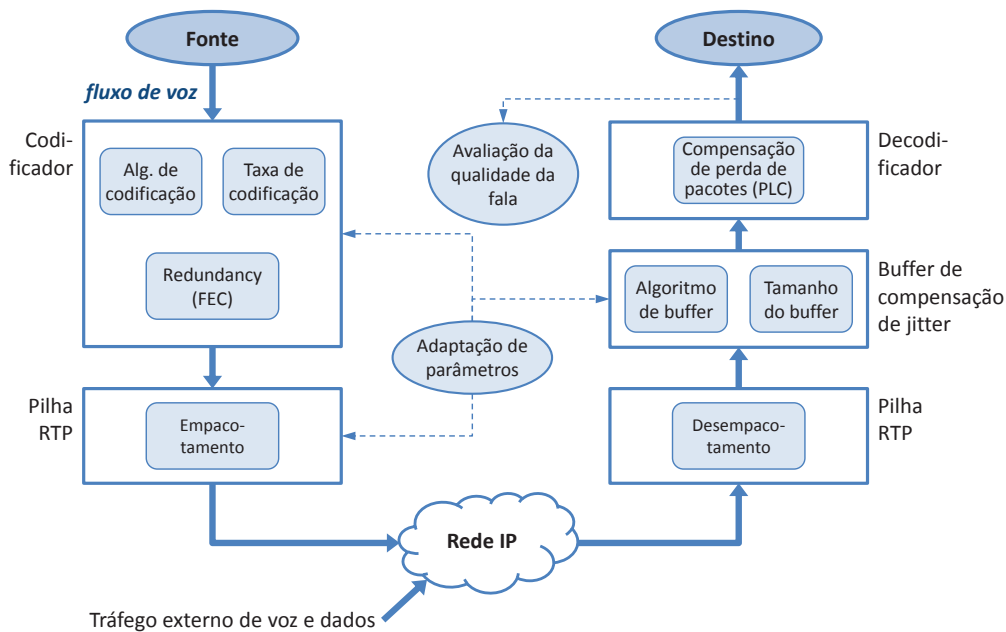 Fonte
fluxo de voz
Codi-
ficador
Alg. de
codificação
Taxa de
codificação
Redundancy
(FEC)
Pilha
RTP
Empaco-
tamento
Avaliação da
qualidade da
fala
Adaptação de
parâmetros
Destino
Decodi-
ficador
Compensação
de perda de
pacotes (PLC)
Buffer de
compensação
de jitter
Algoritmo
de buffer
Tamanho
do buffer
Pilha
RTP
Desempaco-
tamento
Rede IP
Tráfego externo de voz e dados